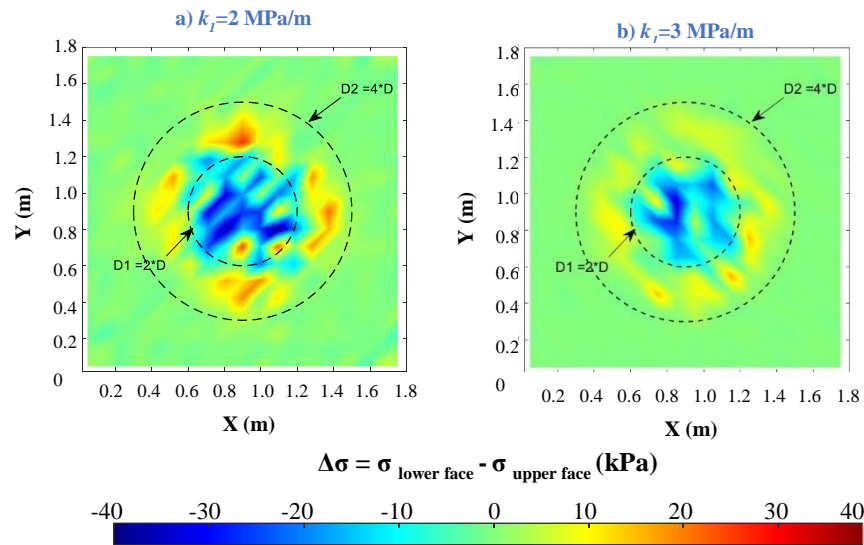 a) k₁=2 MPa/m
1.8
1.6
1.4
1.2
1.0
0.8
0.6
0.4
0.2
0
Y (m)
D2 =4*D
D1 =2*D
0.2 0.4 0.6 0.8 1.0 1.2 1.4 1.6 1.8
X (m)
b) k₁=3 MPa/m
1.8
1.6
1.4
1.2
1.0
0.8
0.6
0.4
0.2
0
Y (m)
D2 =4*D
D1 =2*D
0.2 0.4 0.6 0.8 1.0 1.2 1.4 1.6 1.8
X (m)
Δσ = σ lower face - σ upper face (kPa)
-40 -30 -20 -10 0 10 20 30 40